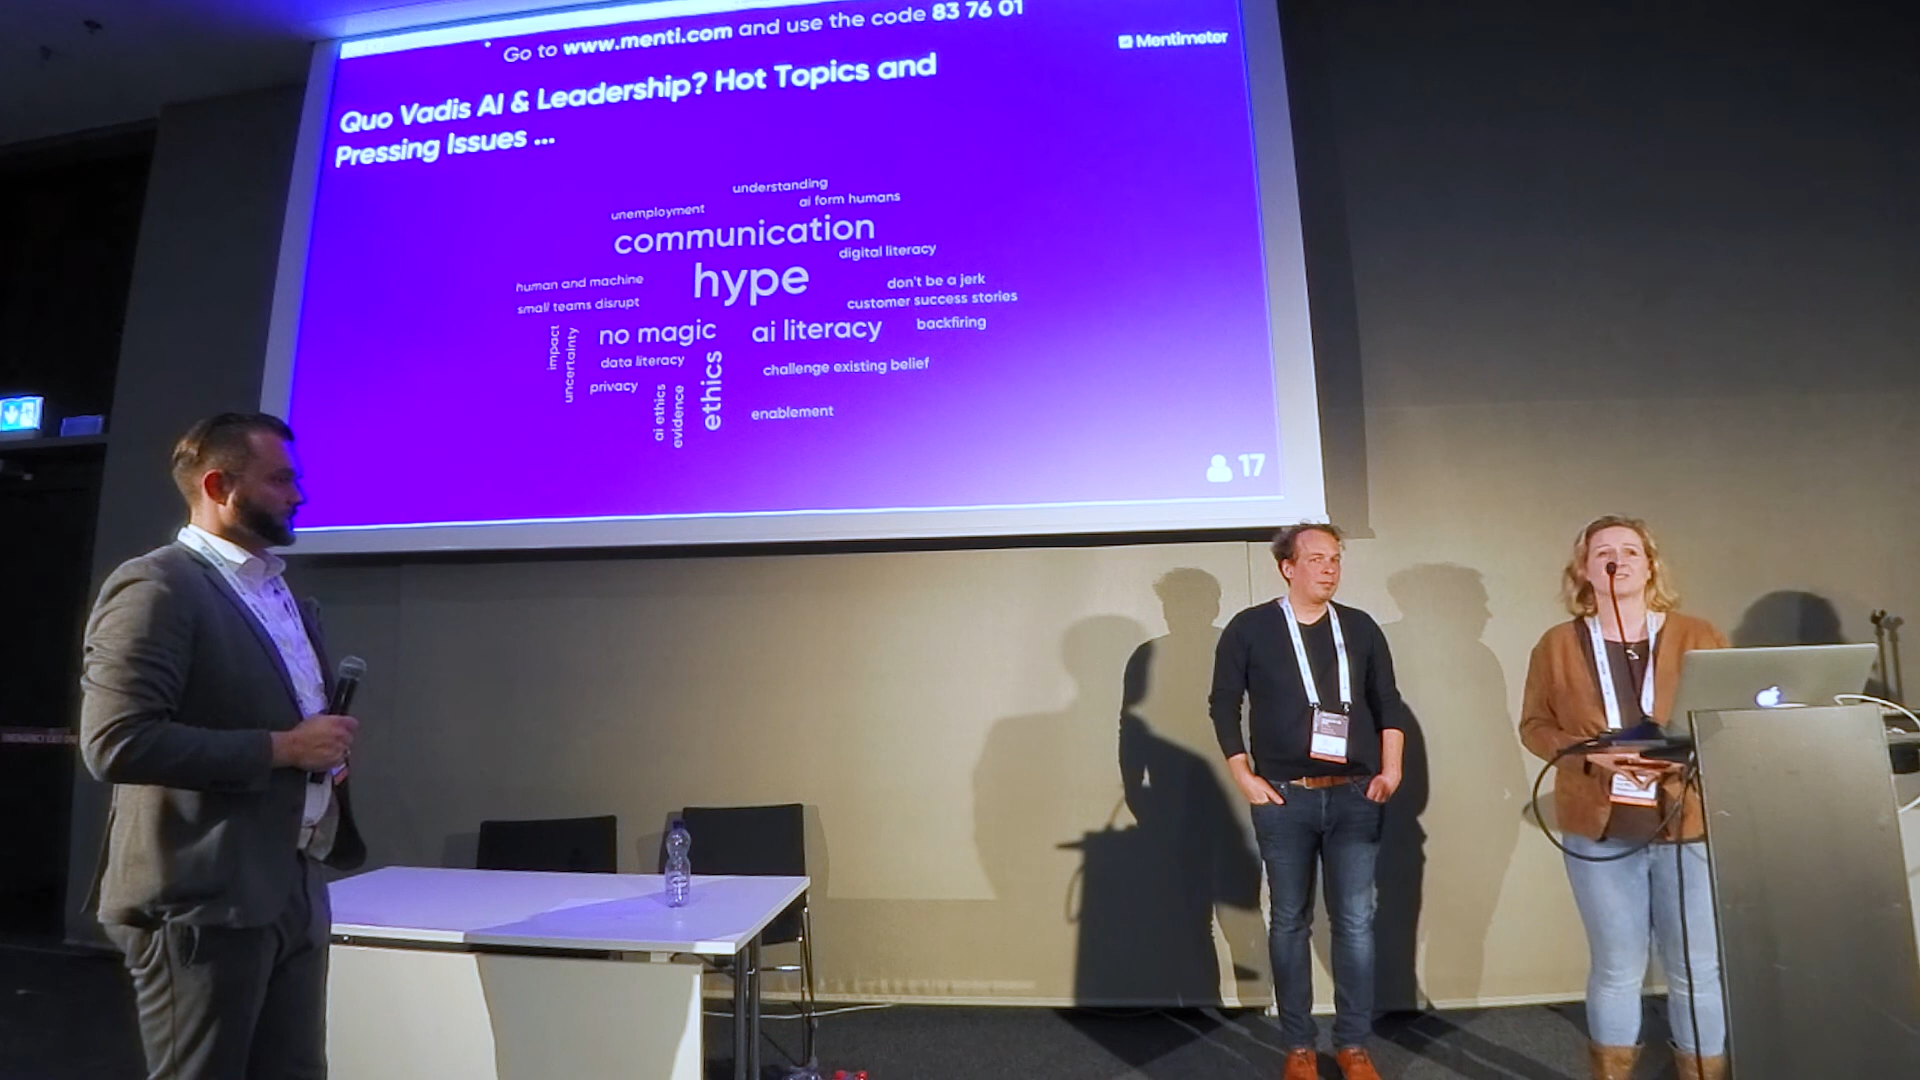 Go to www.menti.com and use the code 83 76 01
Mentimeter
Quo Vadis AI & Leadership? Hot Topics and
Pressing Issues ...
understanding
ai form humans
unemployment
communication
digital literacy
human and machine
hype
don't be a jerk
small teams disrupt
customer success stories
impact
uncertainty
no magic
ai literacy
backfiring
data literacy
ethics
challenge existing belief
privacy
ai ethics
evidence
enablement
17